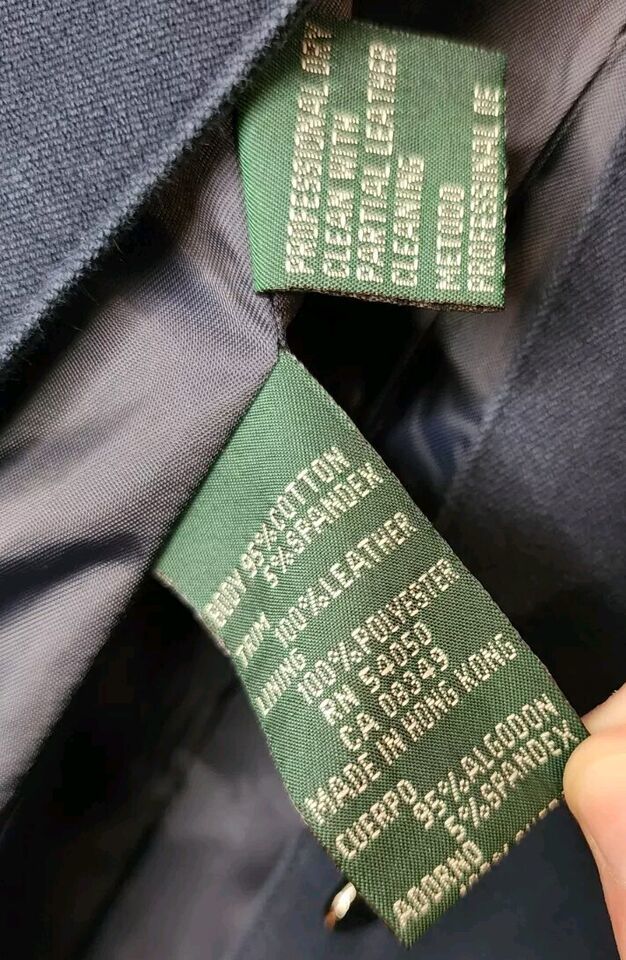 PROFESSIONAL DRY
CLEAN WITH
PARTIAL LEATHER
CLEANING
METODO
PROFESINAL DE
BODY 95% COTTON
5% SPANDEX
TRIM 100% LEATHER
LINING
100% POLYESTER
RN 54050
CA 08349
MADE IN HONG KONG
CUERPO
95% ALGODON
5% SPANDEX
ADORNO